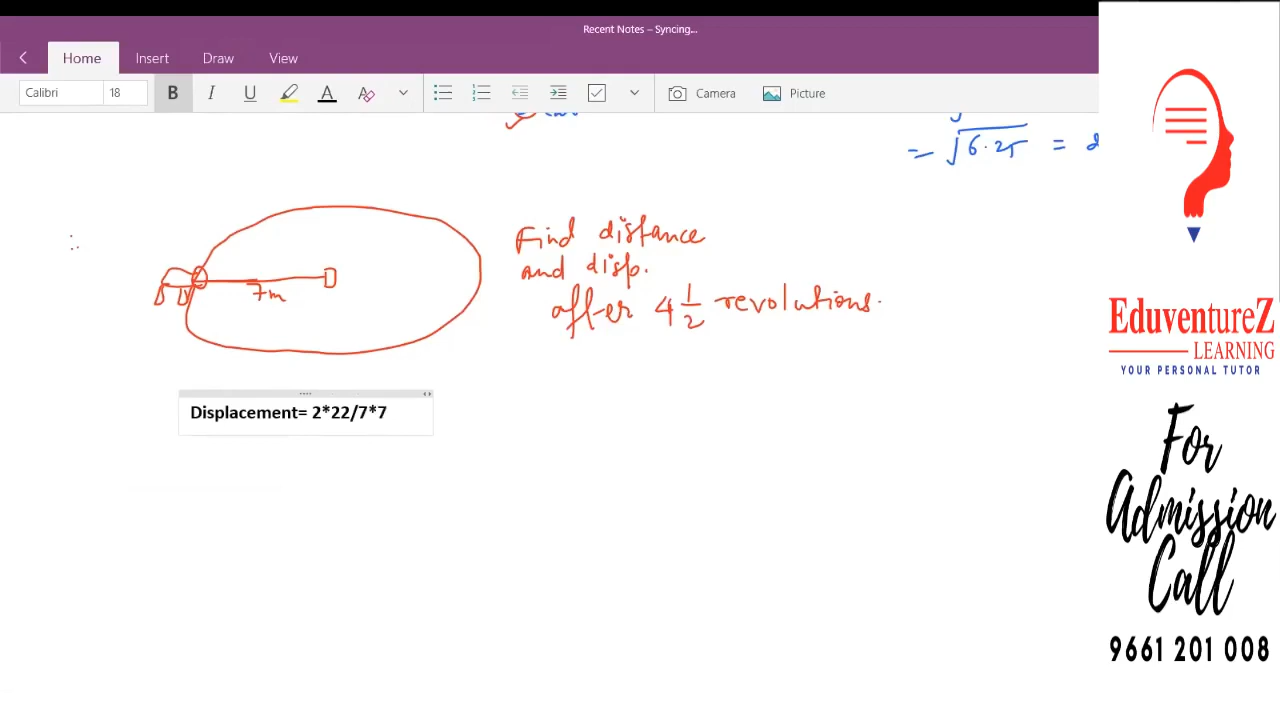 Recent Notes – Syncing...
Home Insert Draw View
Calibri 18 B I U A Camera Picture
= √6.25 = 2
Find distance
and disp.
after 4 1/2 revolutions.
7m
Displacement= 2*22/7*7
EduventureZ
LEARNING
YOUR PERSONAL TUTOR
For
Admission
Call
9661 201 008